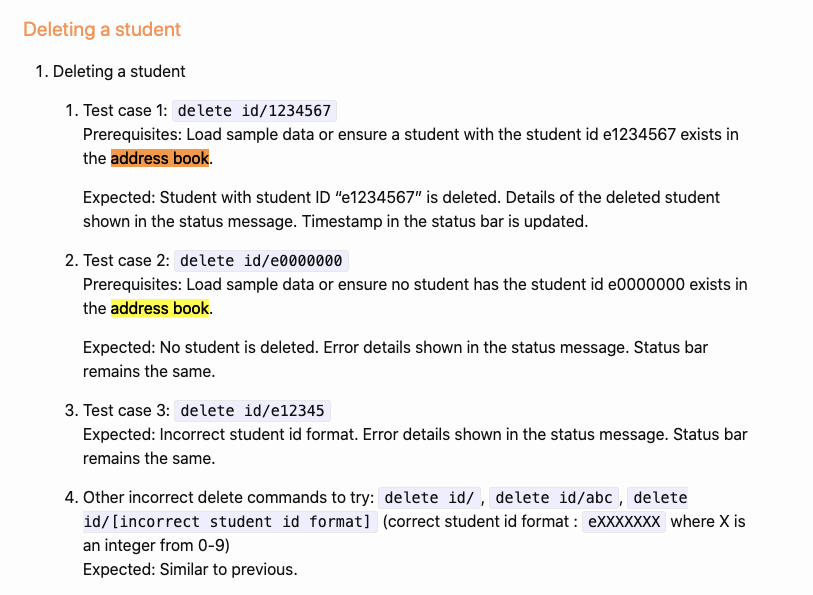 Deleting a student
1. Deleting a student
1. Test case 1: delete id/1234567
Prerequisites: Load sample data or ensure a student with the student id e1234567 exists in
the address book.
Expected: Student with student ID “e1234567” is deleted. Details of the deleted student
shown in the status message. Timestamp in the status bar is updated.
2. Test case 2: delete id/e0000000
Prerequisites: Load sample data or ensure no student has the student id e0000000 exists in
the address book.
Expected: No student is deleted. Error details shown in the status message. Status bar
remains the same.
3. Test case 3: delete id/e12345
Expected: Incorrect student id format. Error details shown in the status message. Status bar
remains the same.
4. Other incorrect delete commands to try: delete id/ , delete id/abc , delete
id/[incorrect student id format] (correct student id format : eXXXXXXX where X is
an integer from 0-9)
Expected: Similar to previous.